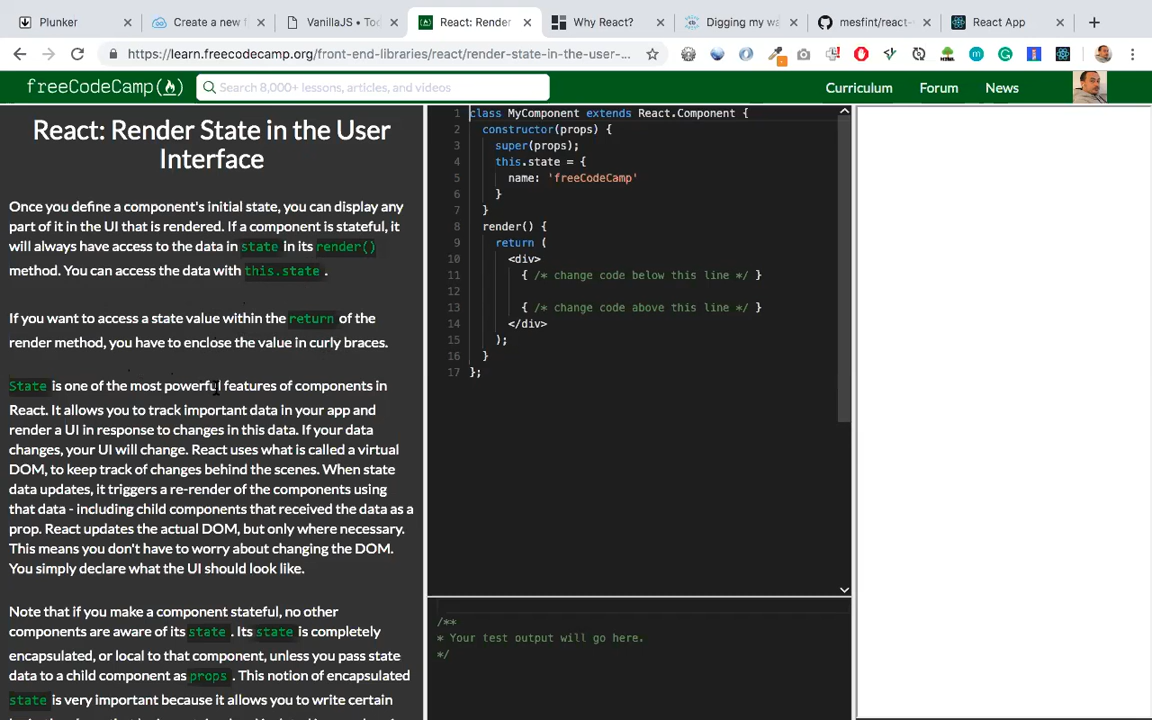 Plunker
Create a new f
VanillaJS • Tod
React: Render
Why React?
Digging my wa
mesfint/react-
React App
https://learn.freecodecamp.org/front-end-libraries/react/render-state-in-the-user-...
freeCodeCamp
Search 8,000+ lessons, articles, and videos
Curriculum
Forum
News
React: Render State in the User
Interface
Once you define a component's initial state, you can display any
part of it in the UI that is rendered. If a component is stateful, it
will always have access to the data in state in its render()
method. You can access the data with this.state .
If you want to access a state value within the return of the
render method, you have to enclose the value in curly braces.
State is one of the most powerful features of components in
React. It allows you to track important data in your app and
render a UI in response to changes in this data. If your data
changes, your UI will change. React uses what is called a virtual
DOM, to keep track of changes behind the scenes. When state
data updates, it triggers a re-render of the components using
that data - including child components that received the data as a
prop. React updates the actual DOM, but only where necessary.
This means you don't have to worry about changing the DOM.
You simply declare what the UI should look like.
Note that if you make a component stateful, no other
components are aware of its state . Its state is completely
encapsulated, or local to that component, unless you pass state
data to a child component as props . This notion of encapsulated
state is very important because it allows you to write certain
1 class MyComponent extends React.Component {
2 constructor(props) {
3 super(props);
4 this.state = {
5 name: 'freeCodeCamp'
6 }
7 }
8 render() {
9 return (
10 <div>
11 { /* change code below this line */ }
12
13 { /* change code above this line */ }
14 </div>
15 );
16 }
17 };
/**
* Your test output will go here.
*/